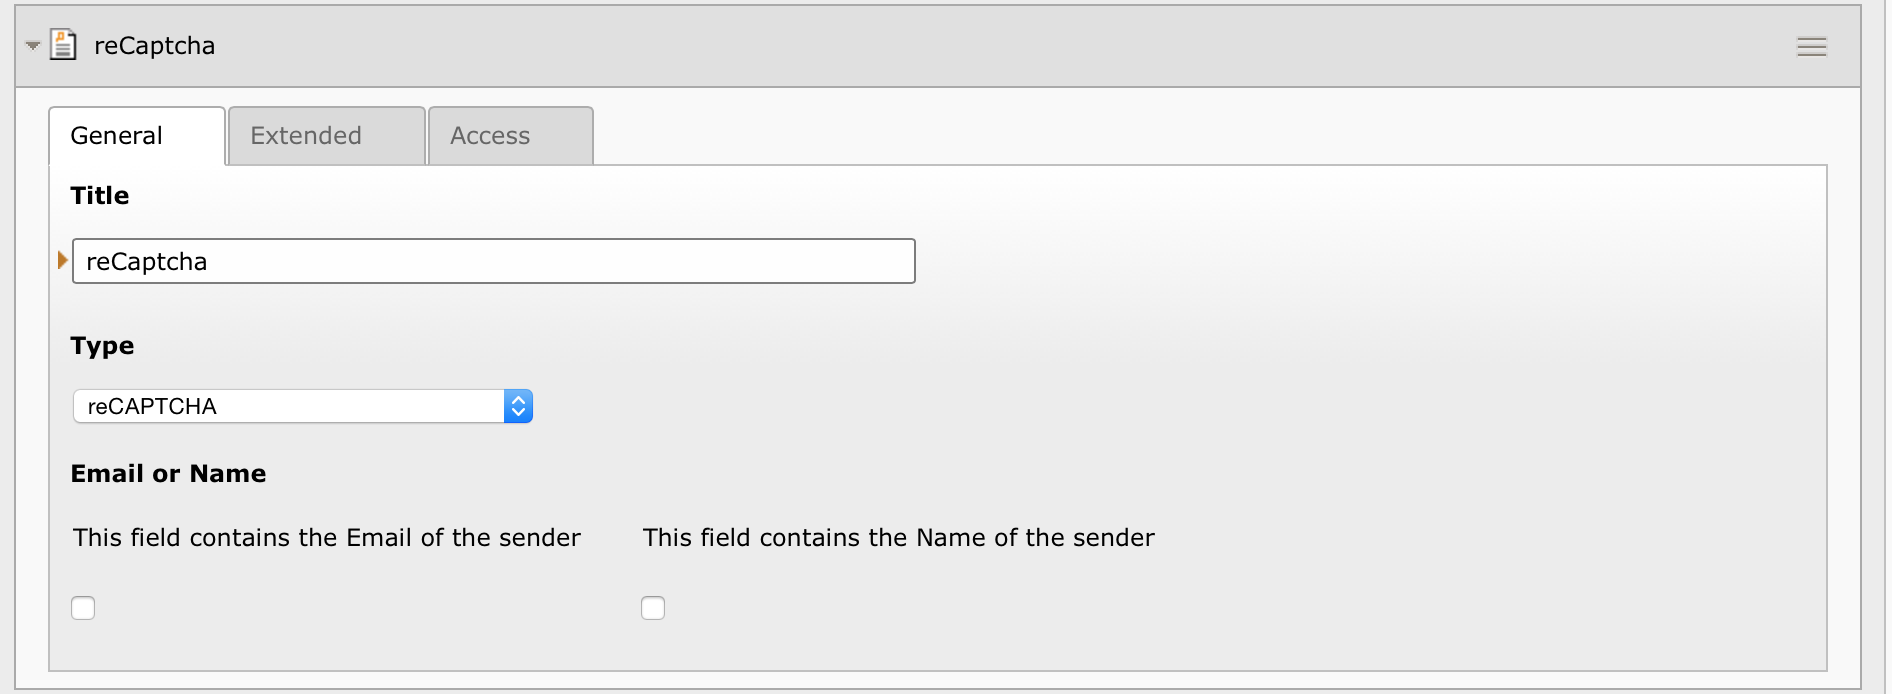 reCaptcha
General Extended Access
Title
reCaptcha
Type
reCAPTCHA
Email or Name
This field contains the Email of the sender This field contains the Name of the sender